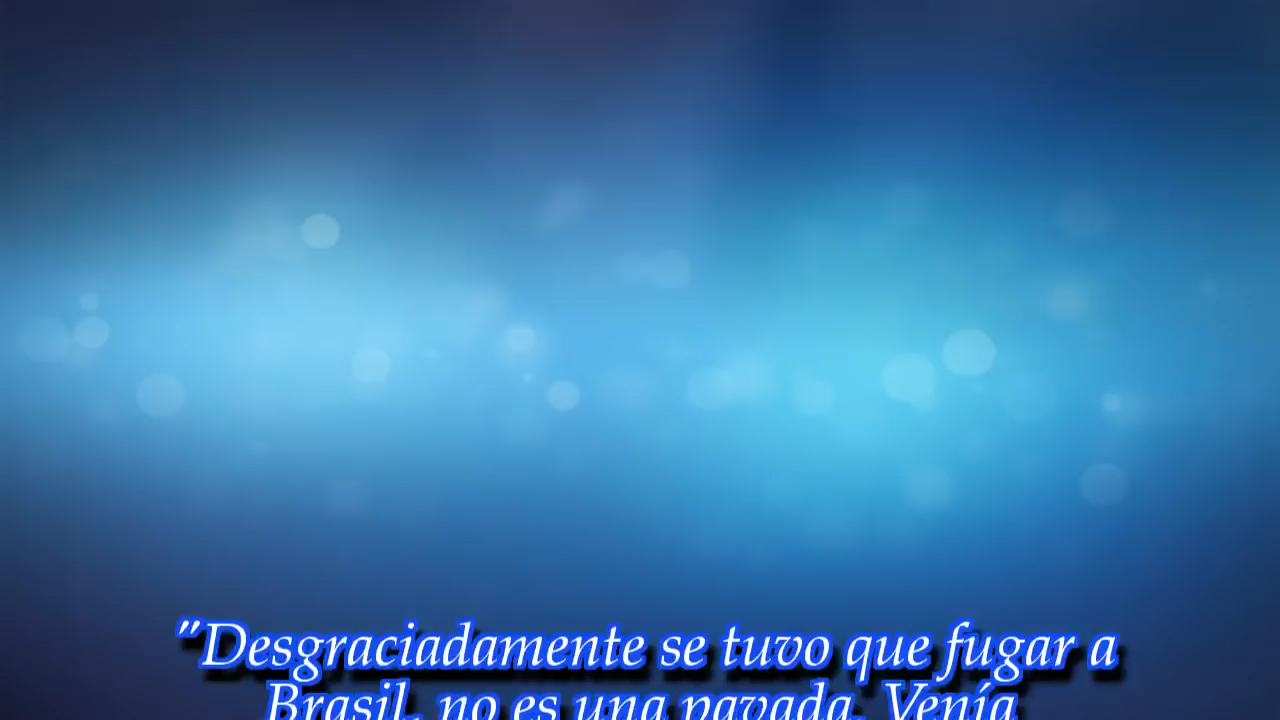 "Desgraciadamente se tuvo que fugar a
Brasil, no es una pavada. Venía